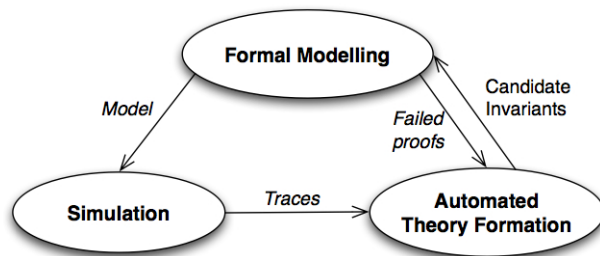 Formal Modelling
Model
Failed
proofs
Candidate
Invariants
Simulation
Traces
Automated
Theory Formation